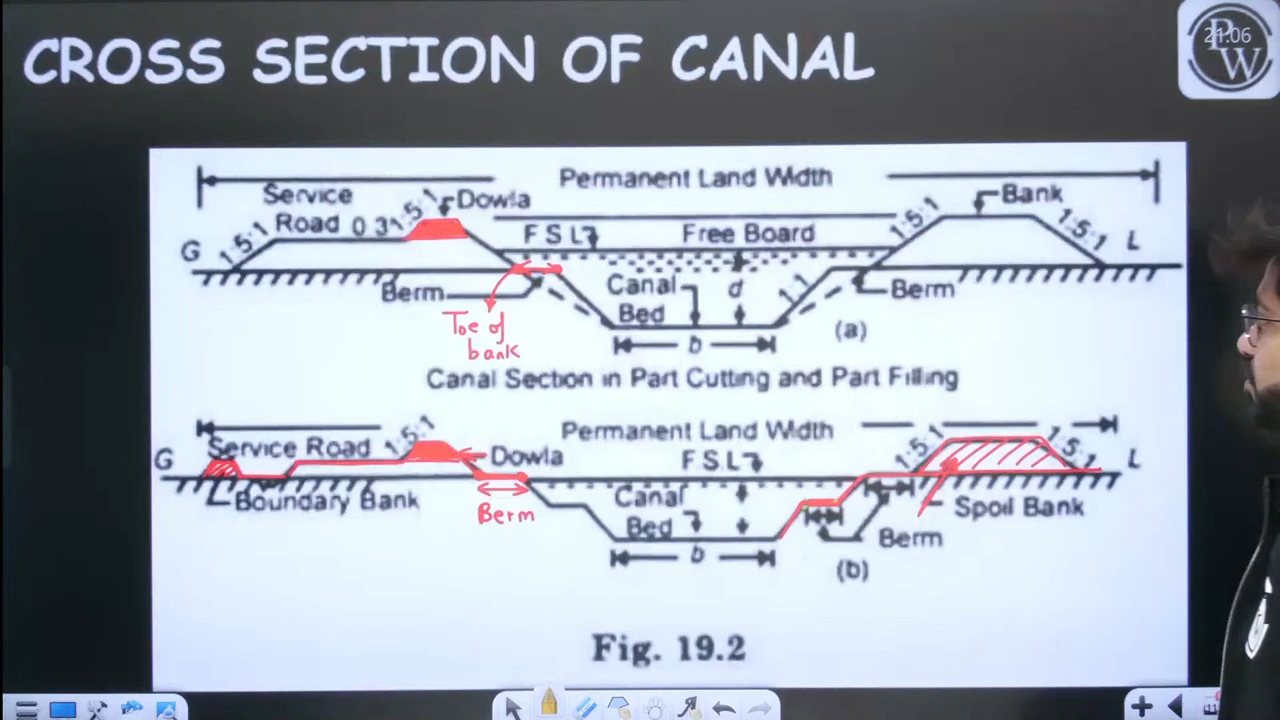 CROSS SECTION OF CANAL
21:06
PW
Permanent Land Width
Service
Road 0 3
1:5:1
1:5:1
Dowla
1:5:1
Bank
1:5:1
G
F S L
Free Board
L
Berm
Canal
Bed
d
1:1
Berm
Toe of
bank
b
(a)
Canal Section in Part Cutting and Part Filling
Permanent Land Width
G
Service Road
1:5:1
Dowla
F S L
1:5:1
1:5:1
L
Boundary Bank
Berm
Canal
Bed
Spoil Bank
Berm
b
(b)
Fig. 19.2